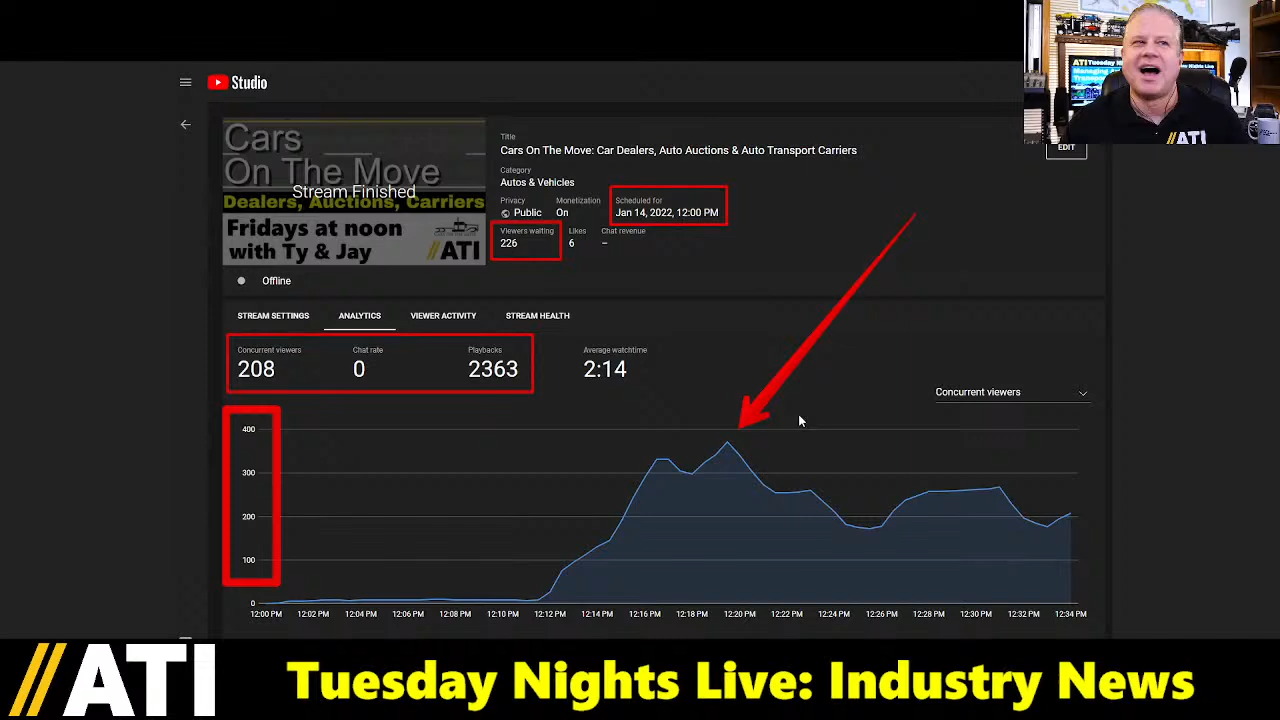 Studio
Cars
On The Move
Stream Finished
Dealers, Auctions, Carriers
Fridays at noon
with Ty & Jay
//ATI
Title
Cars On The Move: Car Dealers, Auto Auctions & Auto Transport Carriers
EDIT
Category
Autos & Vehicles
Privacy Monetization Scheduled for
Public On Jan 14, 2022, 12:00 PM
Viewers waiting Likes Chat revenue
226 6 –
Offline
STREAM SETTINGS ANALYTICS VIEWER ACTIVITY STREAM HEALTH
Concurrent viewers Chat rate Playbacks Average watchtime
208 0 2363 2:14
Concurrent viewers
400
300
200
100
0
12:00 PM 12:02 PM 12:04 PM 12:06 PM 12:08 PM 12:10 PM 12:12 PM 12:14 PM 12:16 PM 12:18 PM 12:20 PM 12:22 PM 12:24 PM 12:26 PM 12:28 PM 12:30 PM 12:32 PM 12:34 PM
ATI Tuesday
Managing
//ATI
//ATI Tuesday Nights Live: Industry News